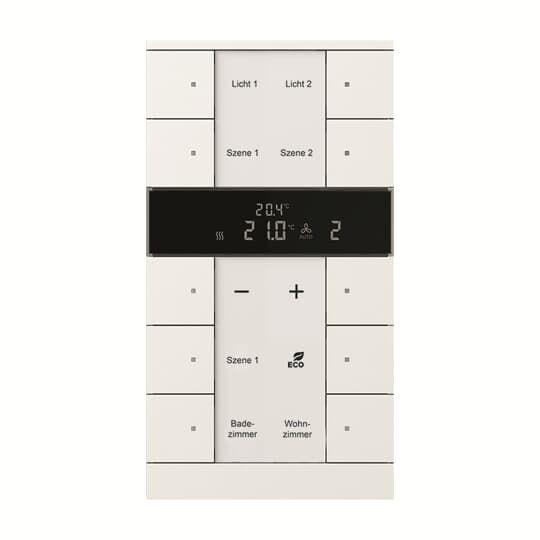 Licht 1 Licht 2
Szene 1 Szene 2
20.4°C
21.0°C AUTO 2
− +
Szene 1 ECO
Bade- Wohn-
zimmer zimmer